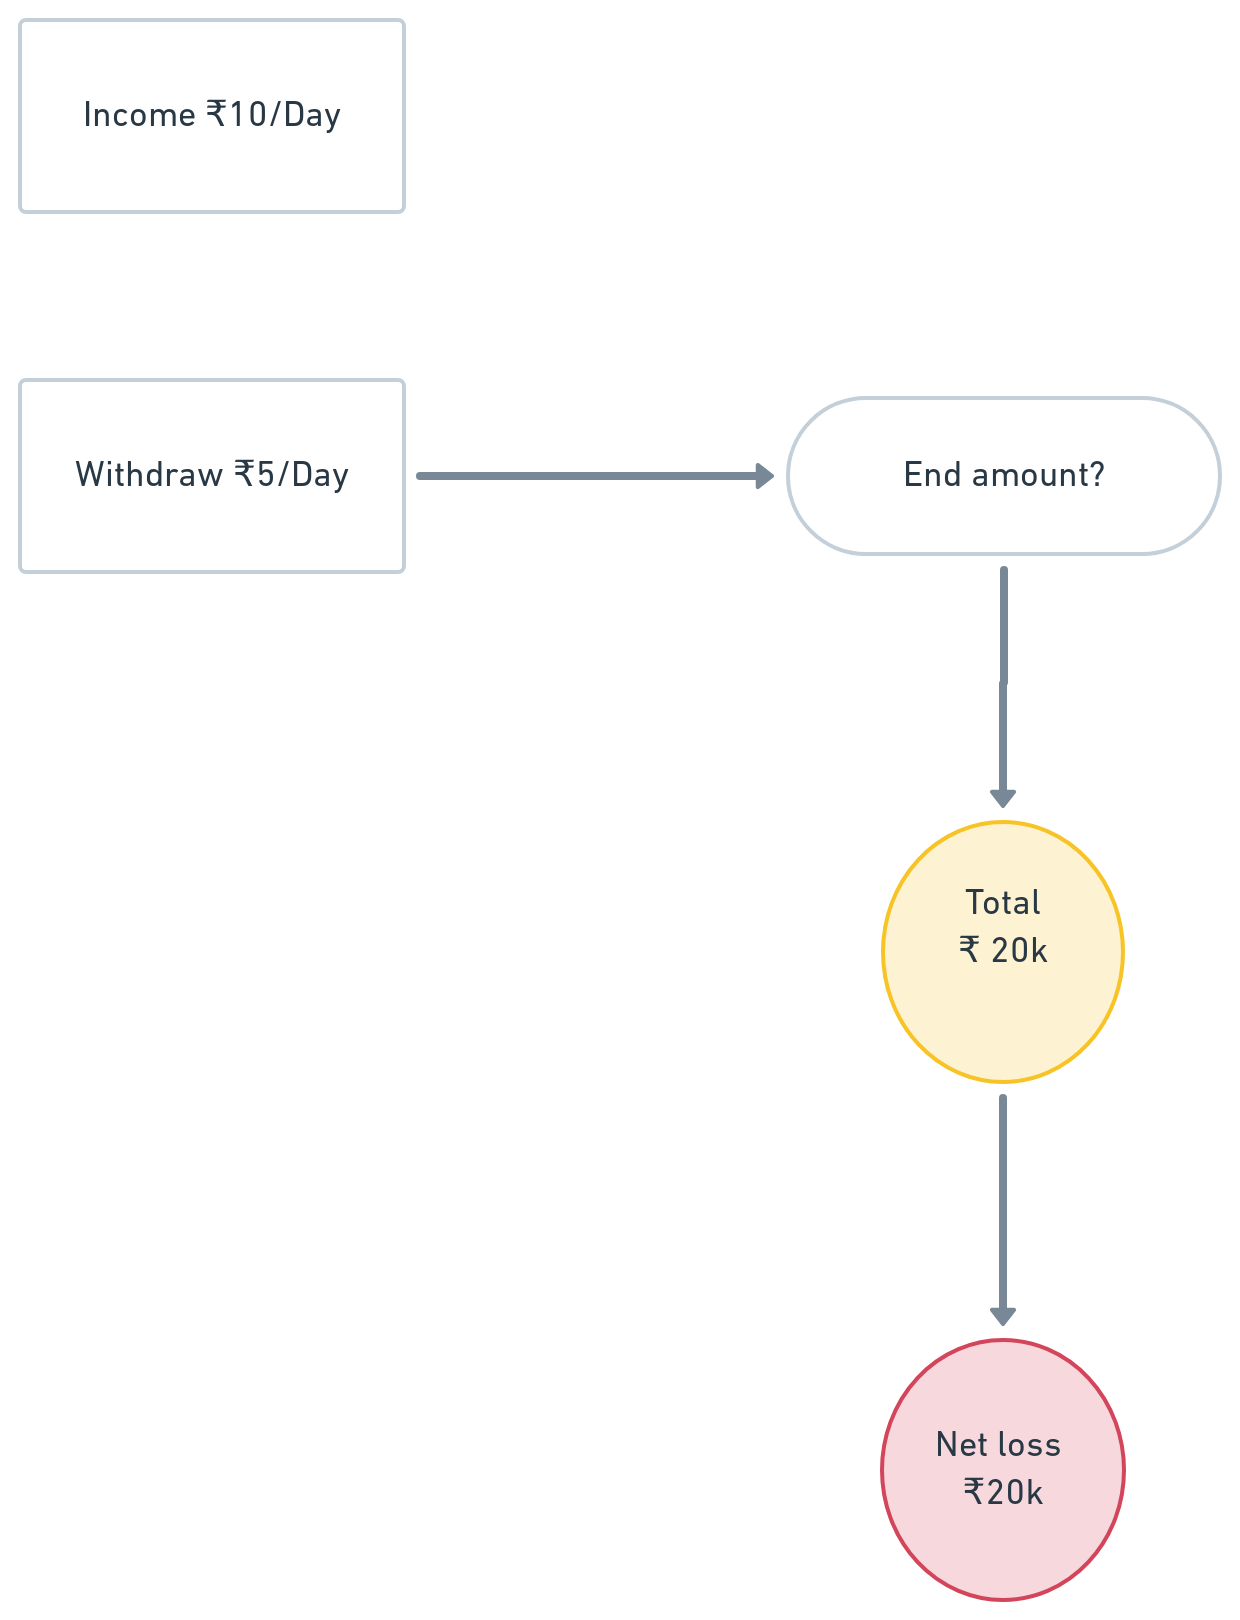 Income ₹10/Day
Withdraw ₹5/Day
End amount?
Total
₹ 20k
Net loss
₹20k